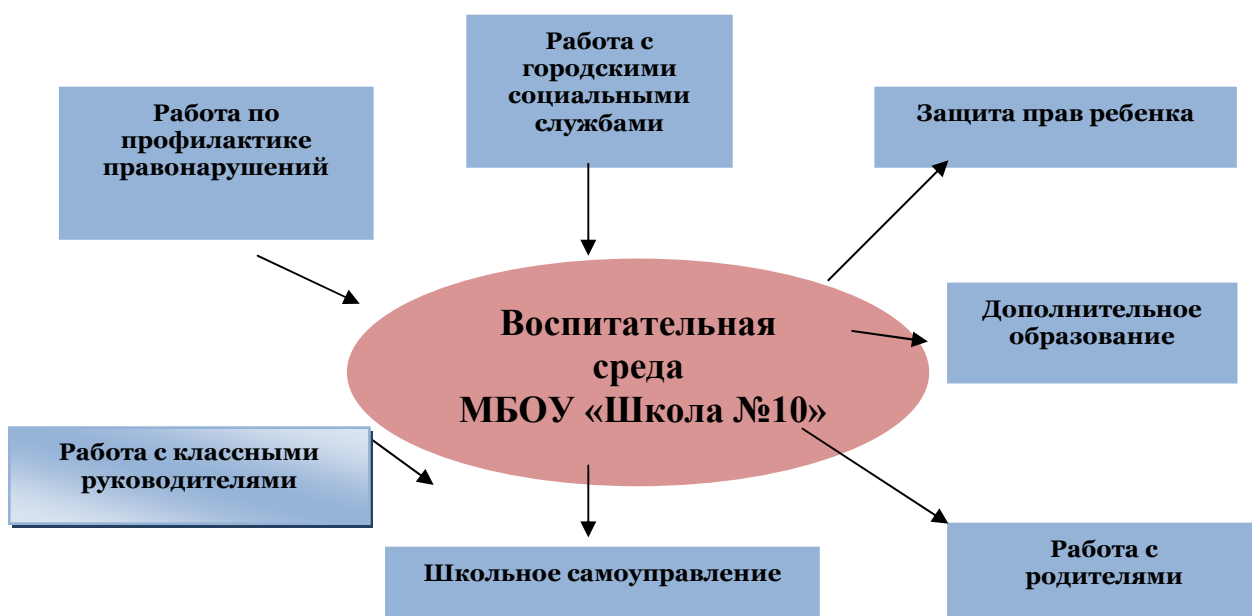 Работа с
городскими
социальными
службами
Работа по
профилактике
правонарушений
Защита прав ребенка
Воспитательная
среда
МБОУ «Школа №10»
Дополнительное
образование
Работа с классными
руководителями
Школьное самоуправление
Работа с
родителями